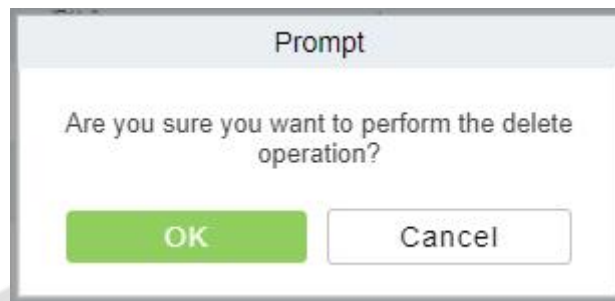 Prompt
Are you sure you want to perform the delete
operation?
OK
Cancel